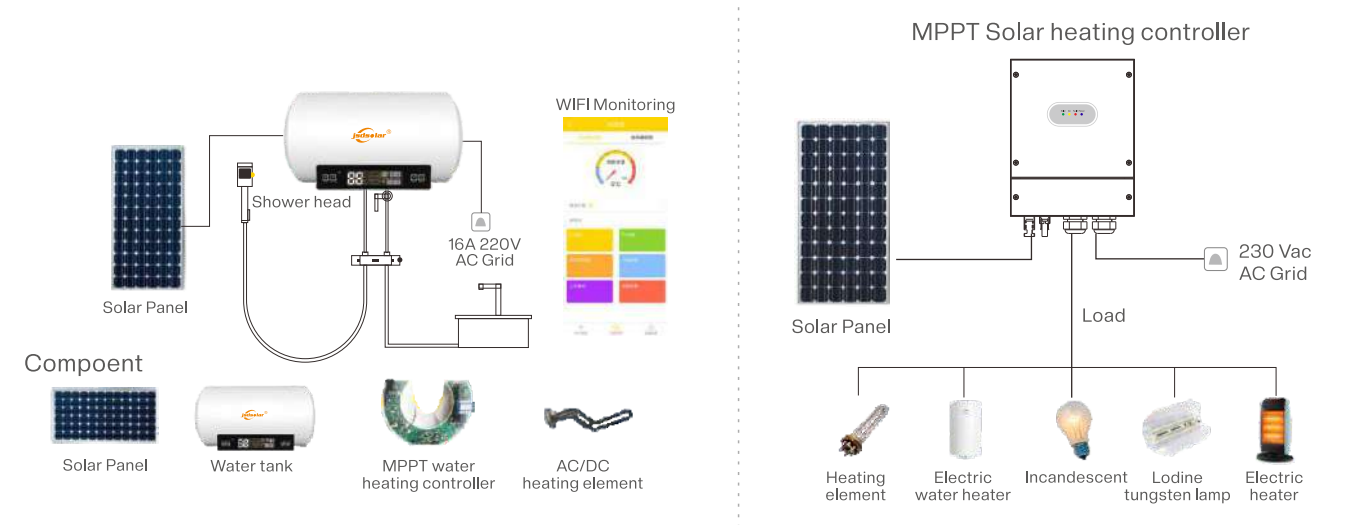 jsdsolar®
WIFI Monitoring
Shower head
16A 220V
AC Grid
Solar Panel
Compoent
jsdsolar®
Solar Panel
Water tank
MPPT water
heating controller
AC/DC
heating element
MPPT Solar heating controller
230 Vac
AC Grid
Solar Panel
Load
Heating
element
Electric
water heater
Incandescent
Lodine
tungsten lamp
Electric
heater